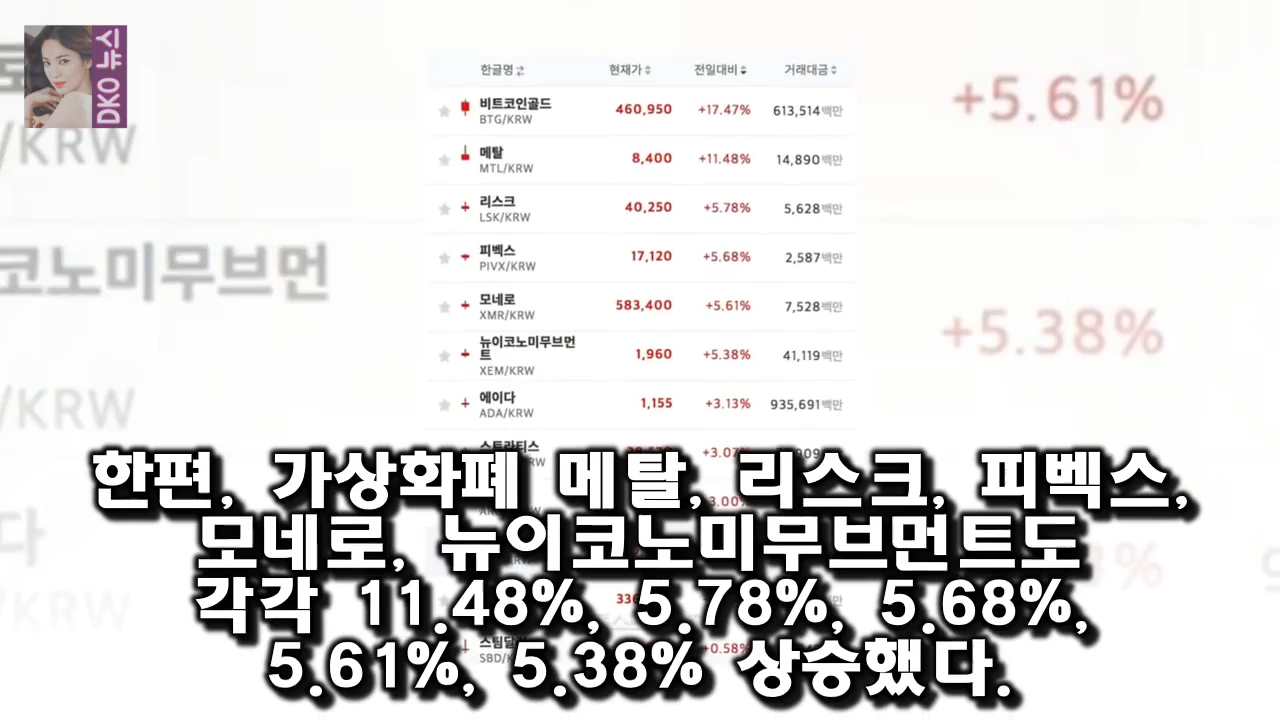 DKO 뉴스
한글명 현재가 전일대비 거래대금
비트코인골드 460,950 +17.47% 613,514백만
BTG/KRW
메탈 8,400 +11.48% 14,890백만
MTL/KRW
리스크 40,250 +5.78% 5,628백만
LSK/KRW
피벡스 17,120 +5.68% 2,587백만
PIVX/KRW
모네로 583,400 +5.61% 7,528백만
XMR/KRW
뉴이코노미무브먼
트 1,960 +5.38% 41,119백만
XEM/KRW
에이다 1,155 +3.13% 935,691백만
ADA/KRW
스트라티스 +3.07%
+5.61%
/KRW
코노미무브먼
+5.38%
/KRW
다
/KRW
한편, 가상화폐 메탈, 리스크, 피벡스,
모네로, 뉴이코노미무브먼트도
각각 11.48%, 5.78%, 5.68%,
5.61%, 5.38% 상승했다.
+0.58%